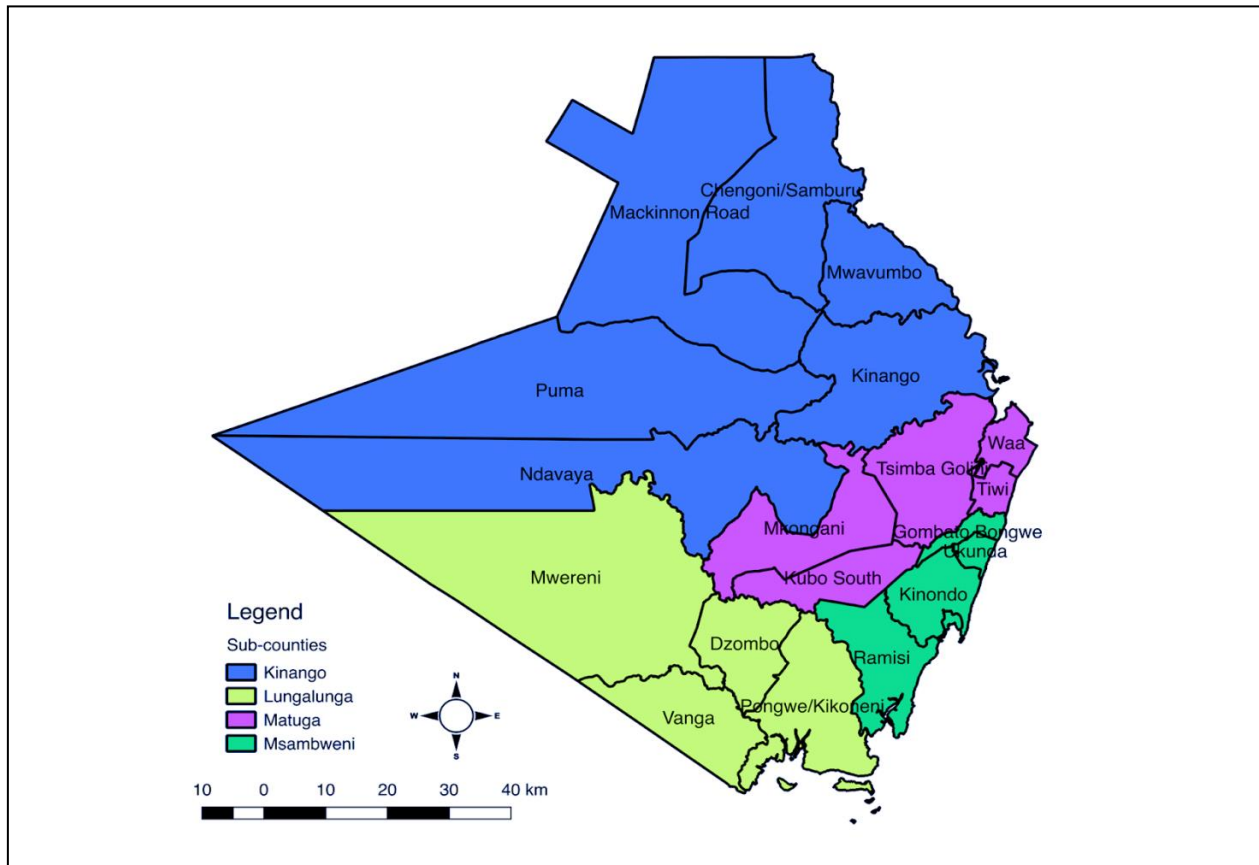 Chengoni/Samburu
Mackinnon Road
Mwavumbo
Kinango
Puma
Waa
Tsimba Golini
Ndavaya
Tiwi
Mkongani
Gombato Bongwe
Ukunda
Mwereni
Kubo South
Kinondo
Dzombo
Ramisi
Pongwe/Kikoneni
Vanga
Legend
Sub-counties
Kinango
Lungalunga
Matuga
Msambweni
N
W E
S
10 0 10 20 30 40 km